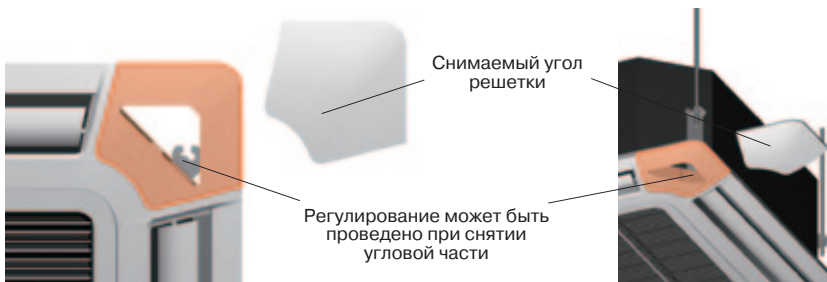 Снимаемый угол
решетки
Регулирование может быть
проведено при снятии
угловой части